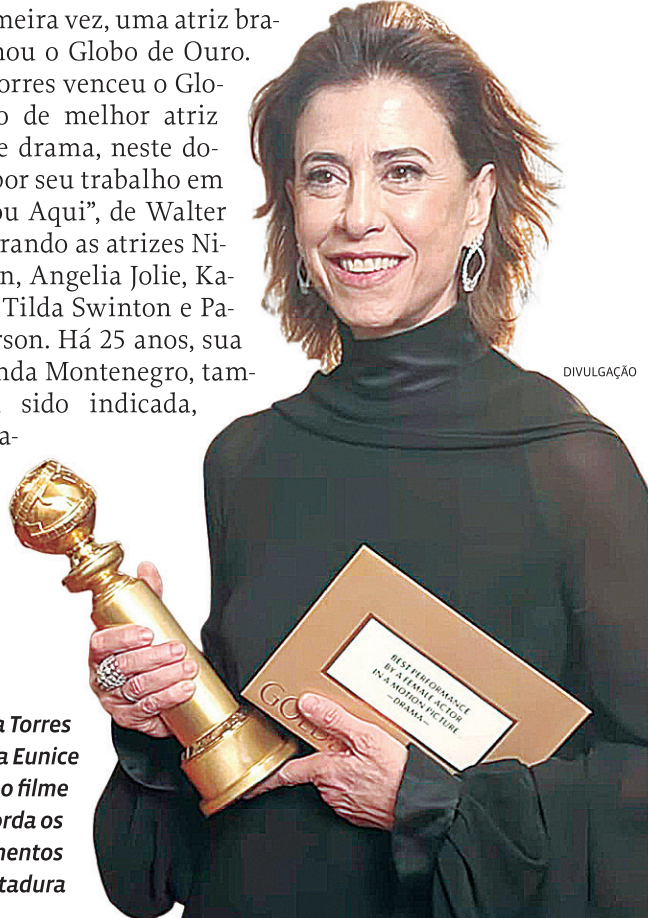 meira vez, uma atriz bra-
nou o Globo de Ouro.
orres venceu o Glo-
o de melhor atriz
e drama, neste do-
por seu trabalho em
ou Aqui”, de Walter
rando as atrizes Ni-
n, Angelia Jolie, Ka-
Tilda Swinton e Pa-
rson. Há 25 anos, sua
nda Montenegro, tam-
sido indicada,
a-
DIVULGAÇÃO
BEST PERFORMANCE
BY A FEMALE ACTOR
IN A MOTION PICTURE
—DRAMA—
GOLD
a Torres
a Eunice
o filme
orda os
mentos
tadura